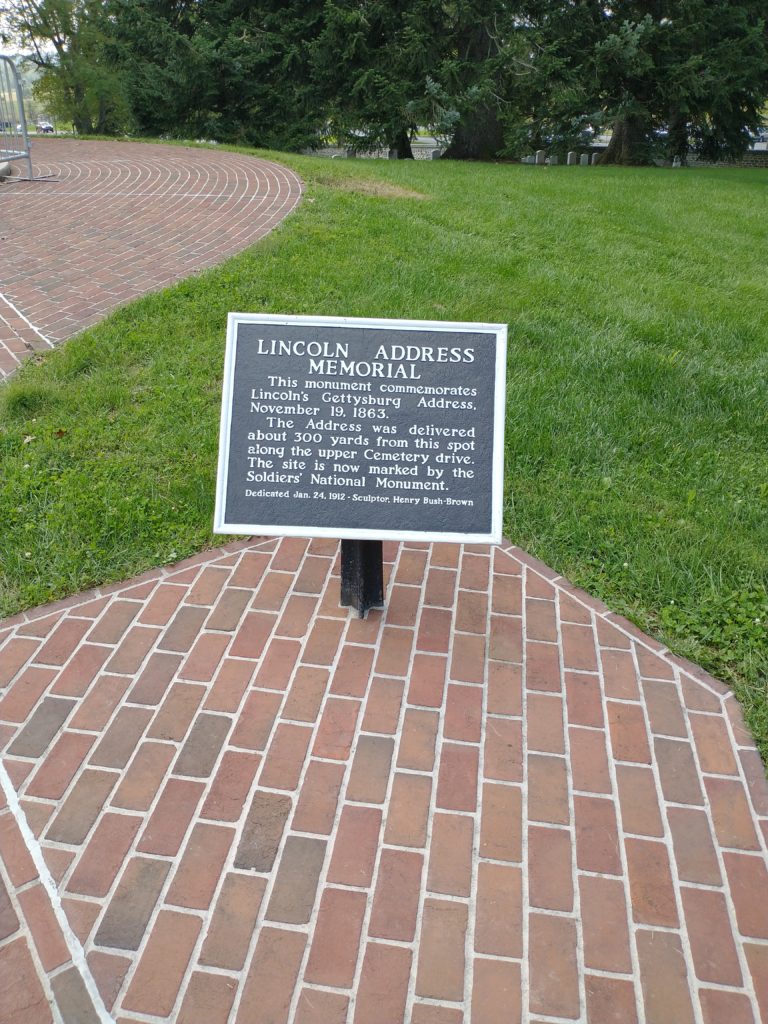 LINCOLN ADDRESS
MEMORIAL
This monument commemorates
Lincoln's Gettysburg Address,
November 19, 1863.
The Address was delivered
about 300 yards from this spot
along the upper Cemetery drive.
The site is now marked by the
Soldiers' National Monument.
Dedicated Jan. 24, 1912 - Sculptor, Henry Bush-Brown